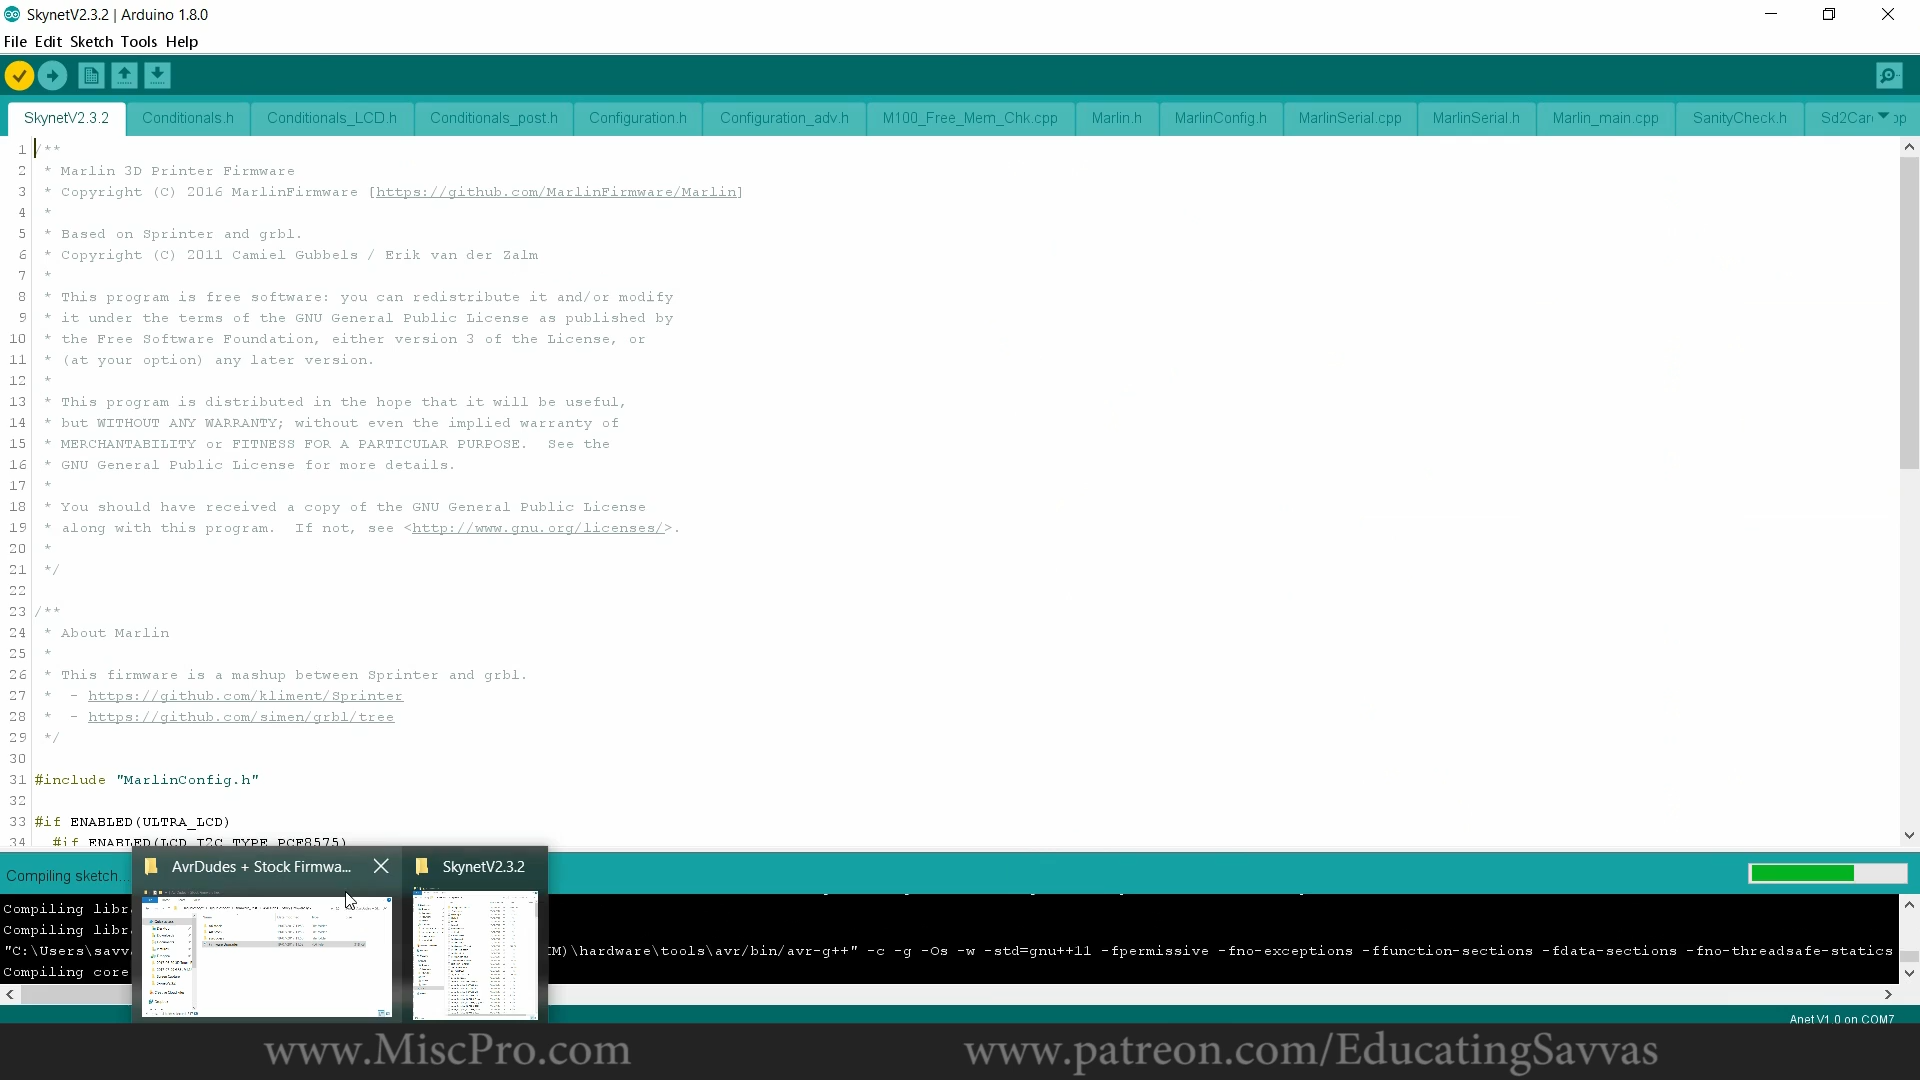 SkynetV2.3.2 | Arduino 1.8.0
File Edit Sketch Tools Help
SkynetV2.3.2 Conditionals.h Conditionals_LCD.h Conditionals_post.h Configuration.h Configuration_adv.h M100_Free_Mem_Chk.cpp Marlin.h MarlinConfig.h MarlinSerial.cpp MarlinSerial.h Marlin_main.cpp SanityCheck.h Sd2Car pp
1 /**
2 * Marlin 3D Printer Firmware
3 * Copyright (C) 2016 MarlinFirmware [https://github.com/MarlinFirmware/Marlin]
4 *
5 * Based on Sprinter and grbl.
6 * Copyright (C) 2011 Camiel Gubbels / Erik van der Zalm
7 *
8 * This program is free software: you can redistribute it and/or modify
9 * it under the terms of the GNU General Public License as published by
10 * the Free Software Foundation, either version 3 of the License, or
11 * (at your option) any later version.
12 *
13 * This program is distributed in the hope that it will be useful,
14 * but WITHOUT ANY WARRANTY; without even the implied warranty of
15 * MERCHANTABILITY or FITNESS FOR A PARTICULAR PURPOSE. See the
16 * GNU General Public License for more details.
17 *
18 * You should have received a copy of the GNU General Public License
19 * along with this program. If not, see <http://www.gnu.org/licenses/>.
20 *
21 */
22
23 /**
24 * About Marlin
25 *
26 * This firmware is a mashup between Sprinter and grbl.
27 * - https://github.com/kliment/Sprinter
28 * - https://github.com/simen/grbl/tree
29 */
30
31 #include "MarlinConfig.h"
32
33 #if ENABLED(ULTRA_LCD)
34 #if ENABLED(LCD_I2C_TYPE_PCF8575)
AvrDudes + Stock Firmwa... SkynetV2.3.2
Compiling sketch...
Compiling libr
Compiling libr
"C:\Users\savv M)\hardware\tools\avr/bin/avr-g++" -c -g -Os -w -std=gnu++11 -fpermissive -fno-exceptions -ffunction-sections -fdata-sections -fno-threadsafe-statics
Compiling core
Anet V1.0 on COM7
www.MiscPro.com www.patreon.com/EducatingSavvas